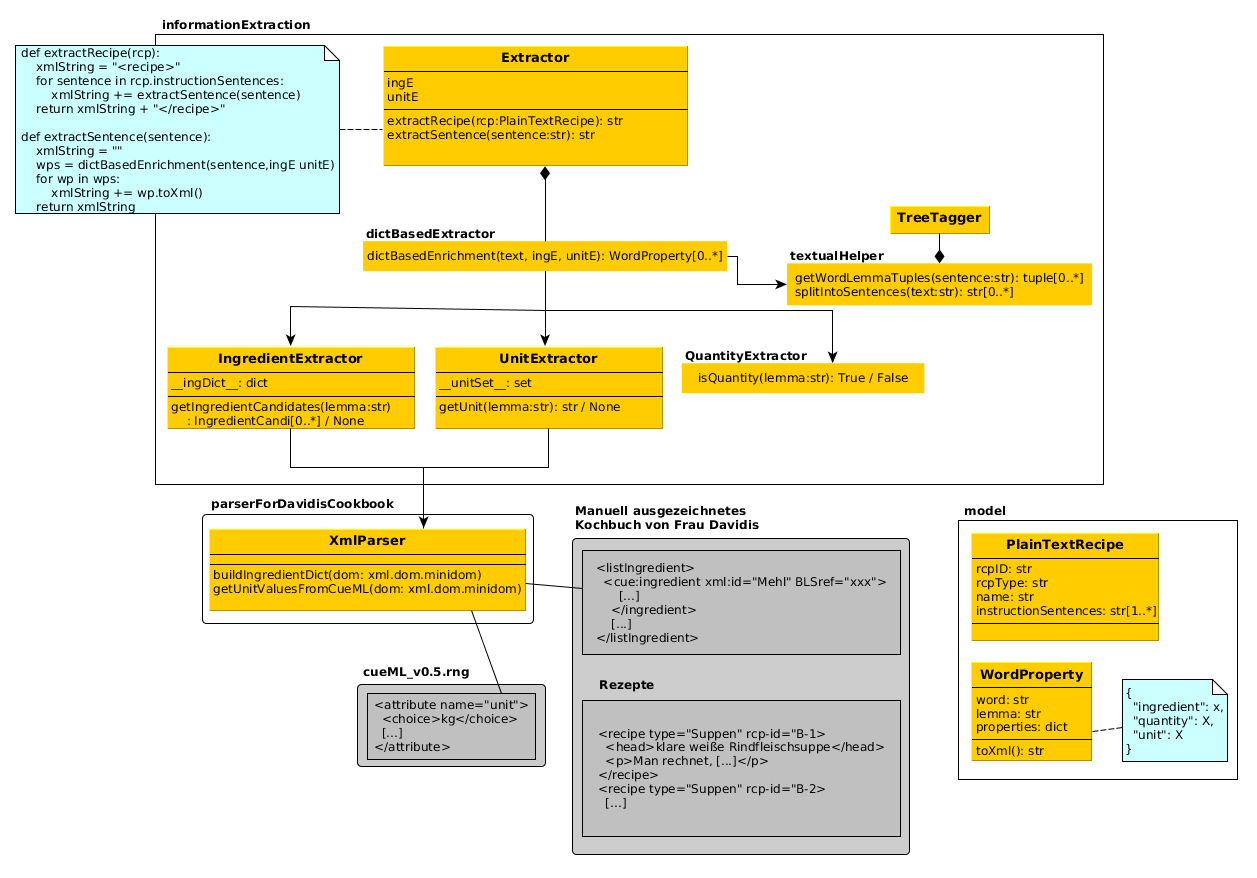 informationExtraction
def extractRecipe(rcp):
    xmlString = "<recipe>"
    for sentence in rcp.instructionSentences:
        xmlString += extractSentence(sentence)
    return xmlString + "</recipe>"
def extractSentence(sentence):
    xmlString = ""
    wps = dictBasedEnrichment(sentence,ingE unitE)
    for wp in wps:
        xmlString += wp.toXml()
    return xmlString
Extractor
ingE
unitE
extractRecipe(rcp:PlainTextRecipe): str
extractSentence(sentence:str): str
dictBasedExtractor
dictBasedEnrichment(text, ingE, unitE): WordProperty[0..*]
TreeTagger
textualHelper
getWordLemmaTuples(sentence:str): tuple[0..*]
splitIntoSentences(text:str): str[0..*]
IngredientExtractor
__ingDict__: dict
getIngredientCandidates(lemma:str)
    : IngredientCandi[0..*] / None
UnitExtractor
__unitSet__: set
getUnit(lemma:str): str / None
QuantityExtractor
isQuantity(lemma:str): True / False
parserForDavidisCookbook
XmlParser
buildIngredientDict(dom: xml.dom.minidom)
getUnitValuesFromCueML(dom: xml.dom.minidom)
cueML_v0.5.rng
<attribute name="unit">
  <choice>kg</choice>
  [...]
</attribute>
Manuell ausgezeichnetes
Kochbuch von Frau Davidis
<listIngredient>
  <cue:ingredient xml:id="Mehl" BLSref="xxx">
      [...]
    </ingredient>
    [...]
</listIngredient>
Rezepte
<recipe type="Suppen" rcp-id="B-1>
  <head>klare weiße Rindfleischsuppe</head>
  <p>Man rechnet, [...]</p>
</recipe>
<recipe type="Suppen" rcp-id="B-2>
  [...]
model
PlainTextRecipe
rcpID: str
rcpType: str
name: str
instructionSentences: str[1..*]
WordProperty
word: str
lemma: str
properties: dict
toXml(): str
{
  "ingredient": x,
  "quantity": X,
  "unit": X
}